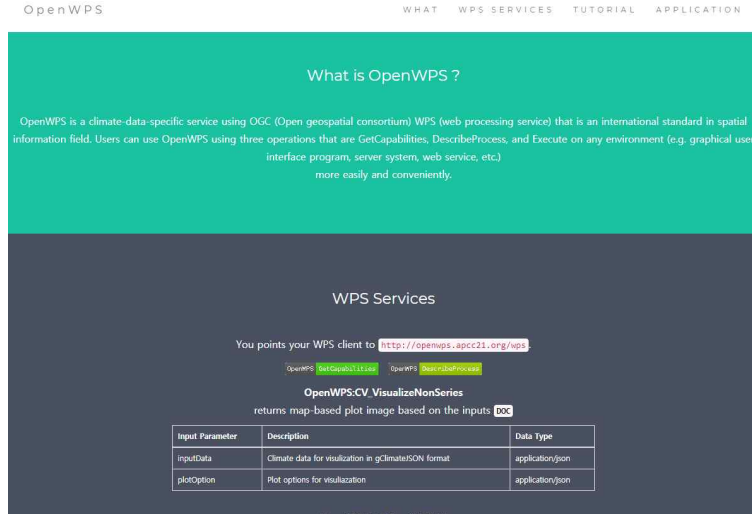 OpenWPS WHAT WPS SERVICES TUTORIAL APPLICATION
What is OpenWPS ?
OpenWPS is a climate-data-specific service using OGC (Open geospatial consortium) WPS (web processing service) that is an international standard in spatial
information field. Users can use OpenWPS using three operations that are GetCapabilities, DescribeProcess, and Execute on any environment (e.g. graphical user
interface program, server system, web service, etc.)
more easily and conveniently.
WPS Services
You points your WPS client to http://openwps.apcc21.org/wps.
OpenWPS GetCapabilities OpenWPS DescribeProcess
OpenWPS:CV_VisualizeNonSeries
returns map-based plot image based on the inputs DOC
Input Parameter Description Data Type
inputData Climate data for visulization in gClimateJSON format application/json
plotOption Plot options for visuliazation application/json